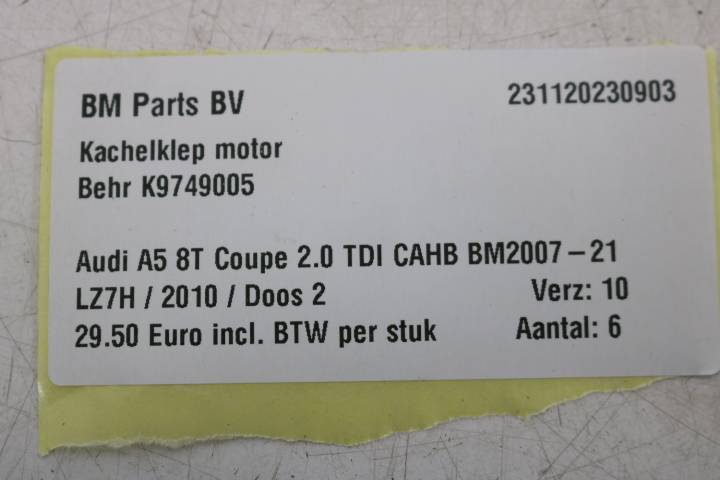 BM Parts BV 231120230903
Kachelklep motor
Behr K9749005
Audi A5 8T Coupe 2.0 TDI CAHB BM2007-21
LZ7H / 2010 / Doos 2 Verz: 10
29.50 Euro incl. BTW per stuk Aantal: 6